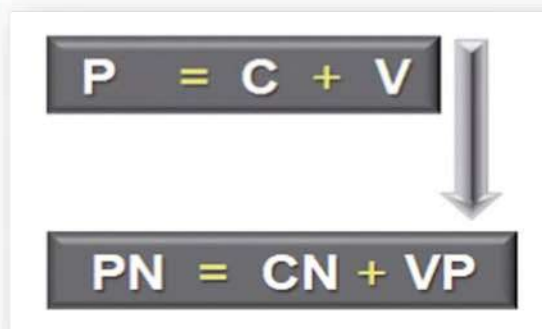 P = C + V
PN = CN + VP